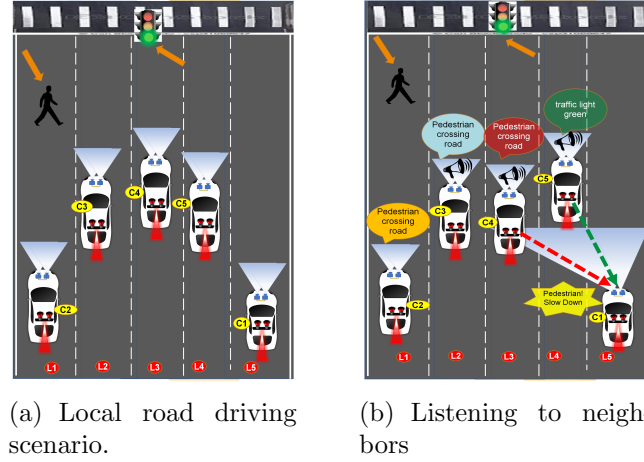 C4
C3
C5
C2
C1
L1
L2
L3
L4
L5
(a) Local road driving
scenario.
traffic light
green
Pedestrian
crossing
road
Pedestrian
crossing
road
C5
Pedestrian
crossing
road
C3
C4
Pedestrian!
Slow Down
C2
C1
L1
L2
L3
L4
L5
(b) Listening to neigh
bors